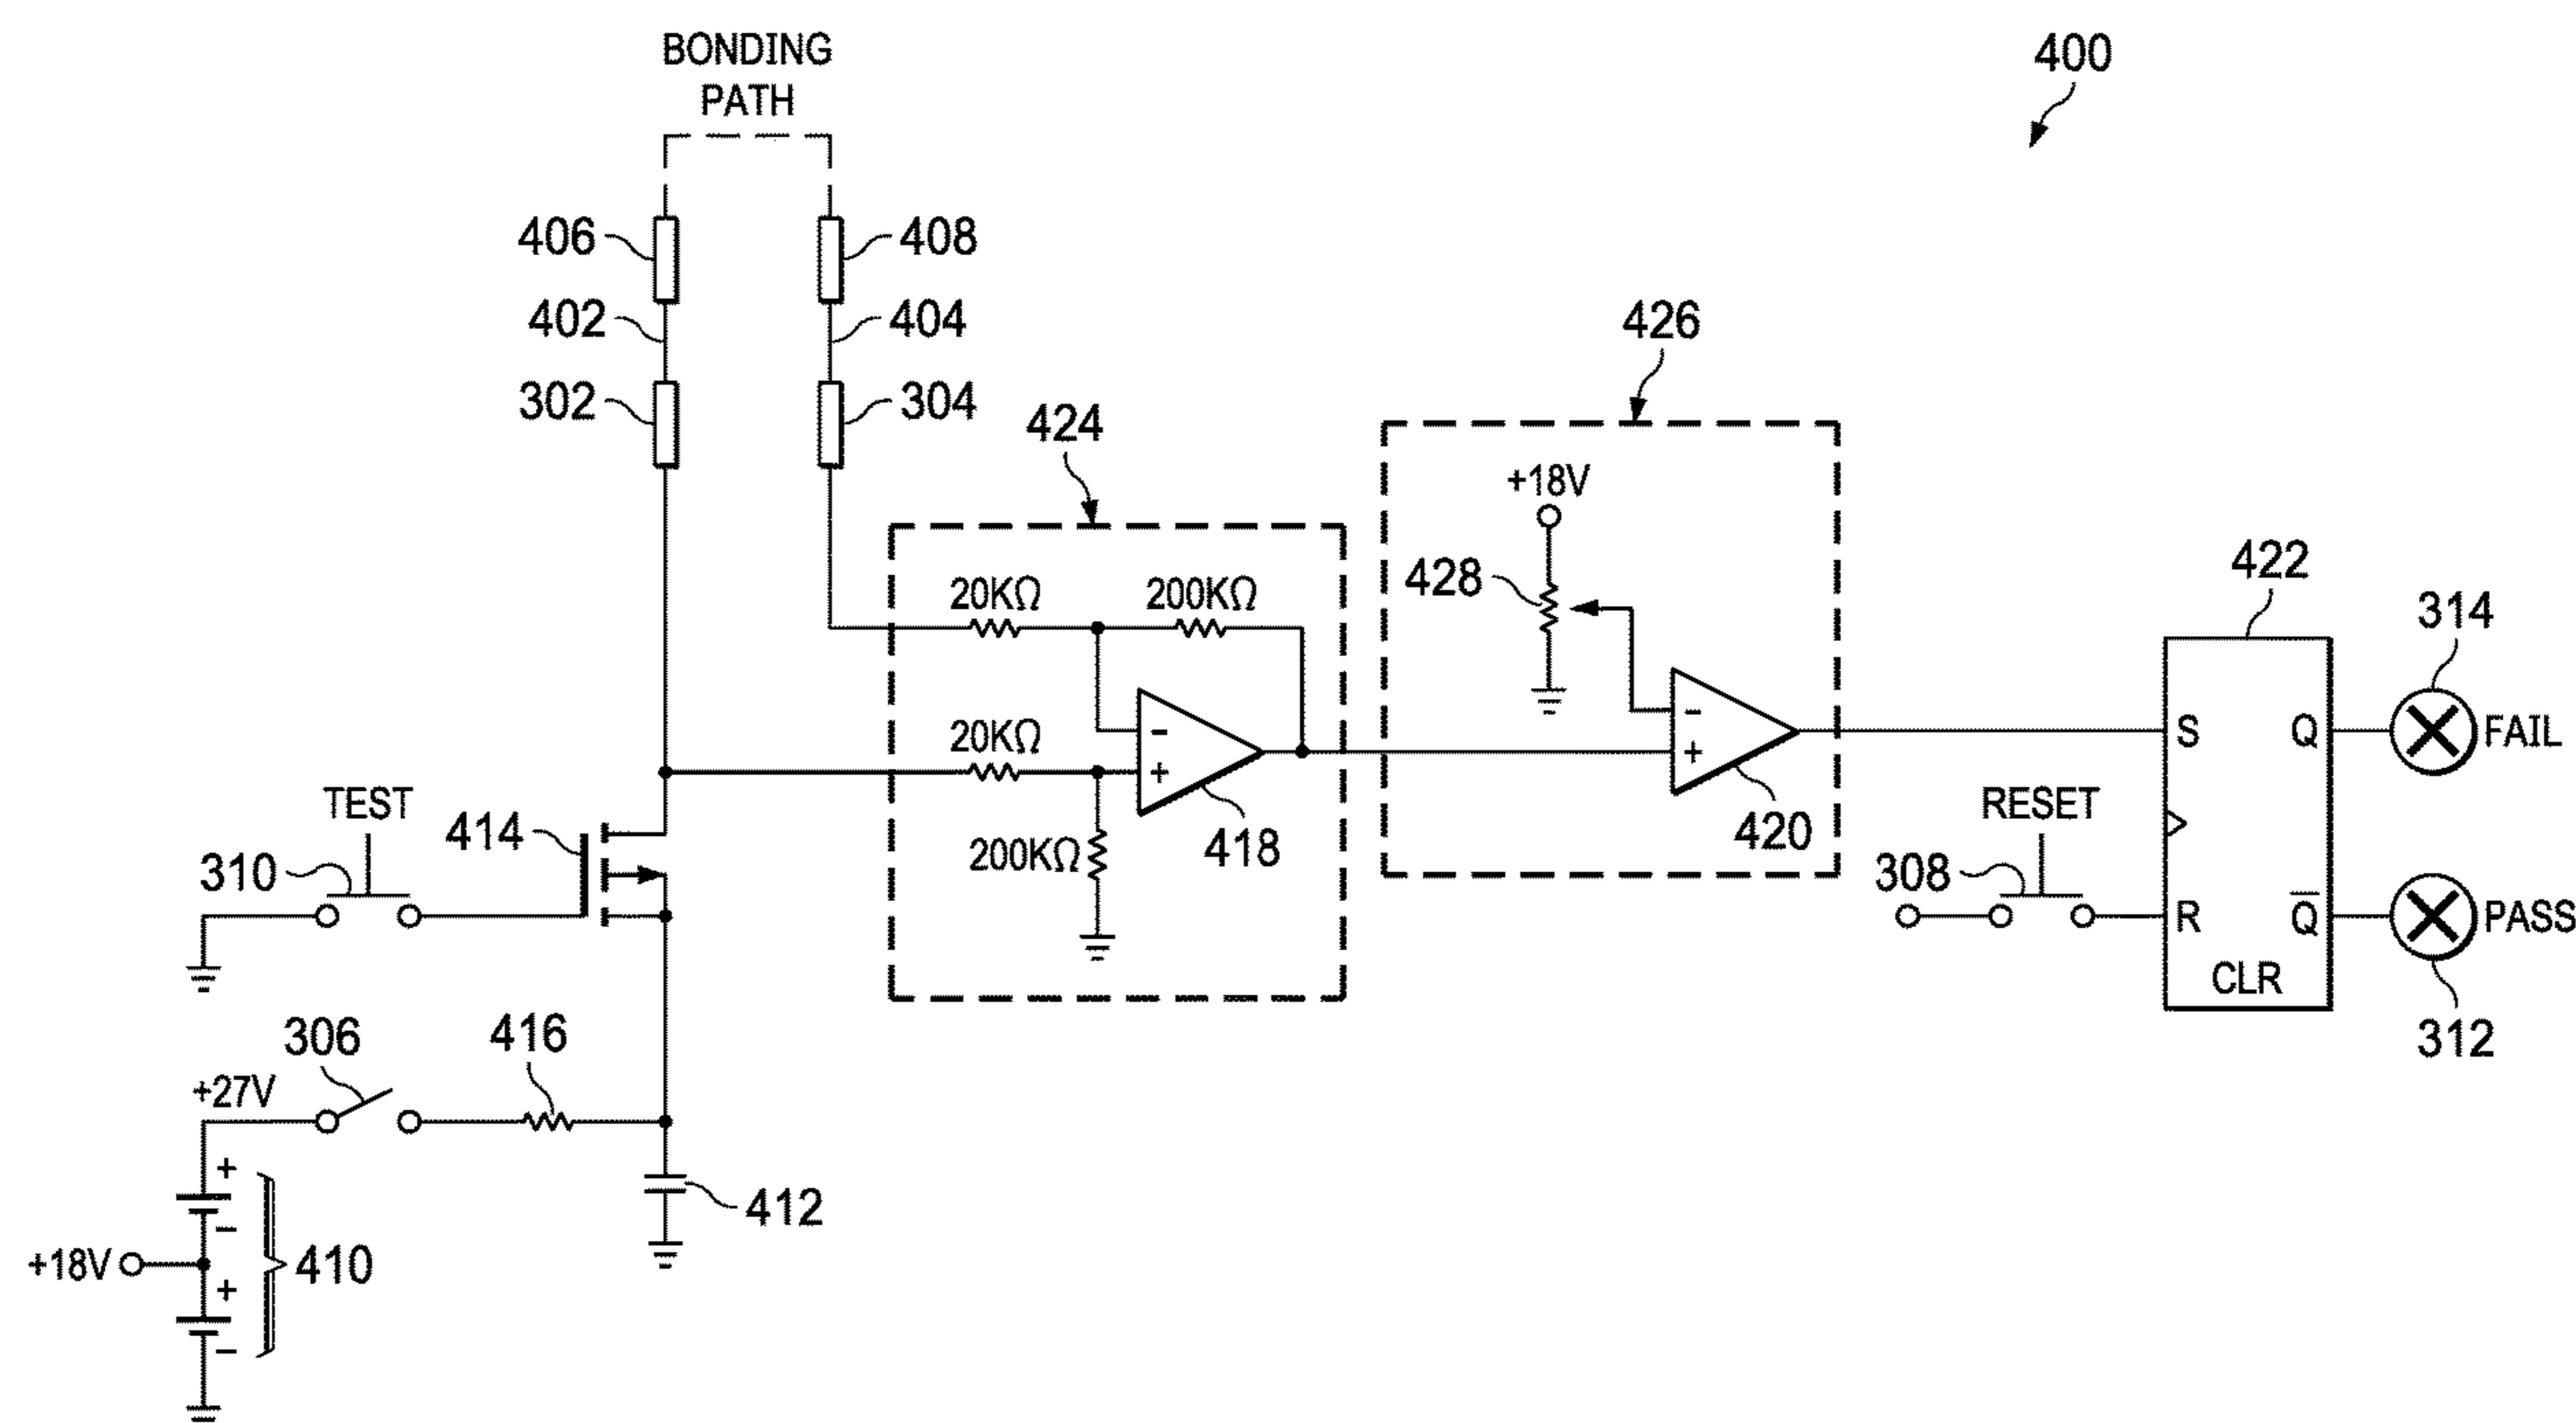 BONDING
PATH
400
406
408
402
404
302
304
424
426
+18V
428
20KΩ
200KΩ
422
314
S
Q
FAIL
20KΩ
-
+
-
+
420
418
200KΩ
TEST
414
310
RESET
308
R
Q̅
PASS
CLR
312
306
416
+27V
+
-
412
+18V
410
+
-